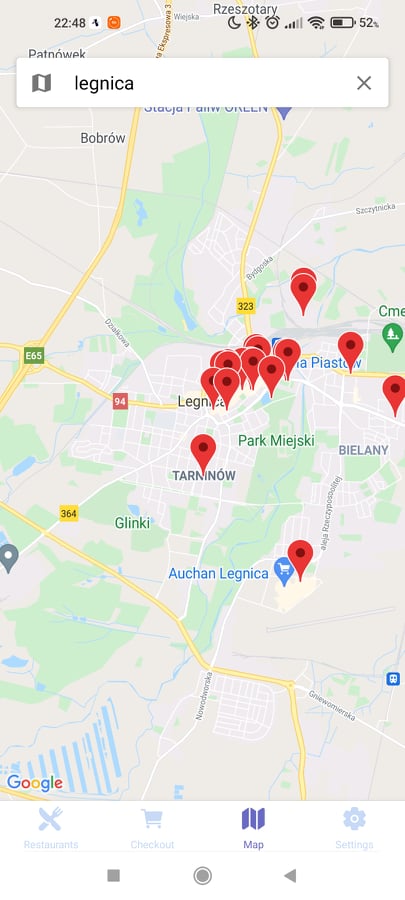 22:48
52%
Rzeszotary
Wiejska
Ekspresowa 3
Patnówek
legnica
Stacja Paliw ORLEN
Bobrów
Szczytnicka
Bydgoska
323
Działkowa
Cme
E65
na Piastów
94
Legnica
Park Miejski
BIELANY
TARNINÓW
aleja Rzeczypospolitej
364
Glinki
Auchan Legnica
Nowodworska
Gniewomierska
Google
Restaurants
Checkout
Map
Settings